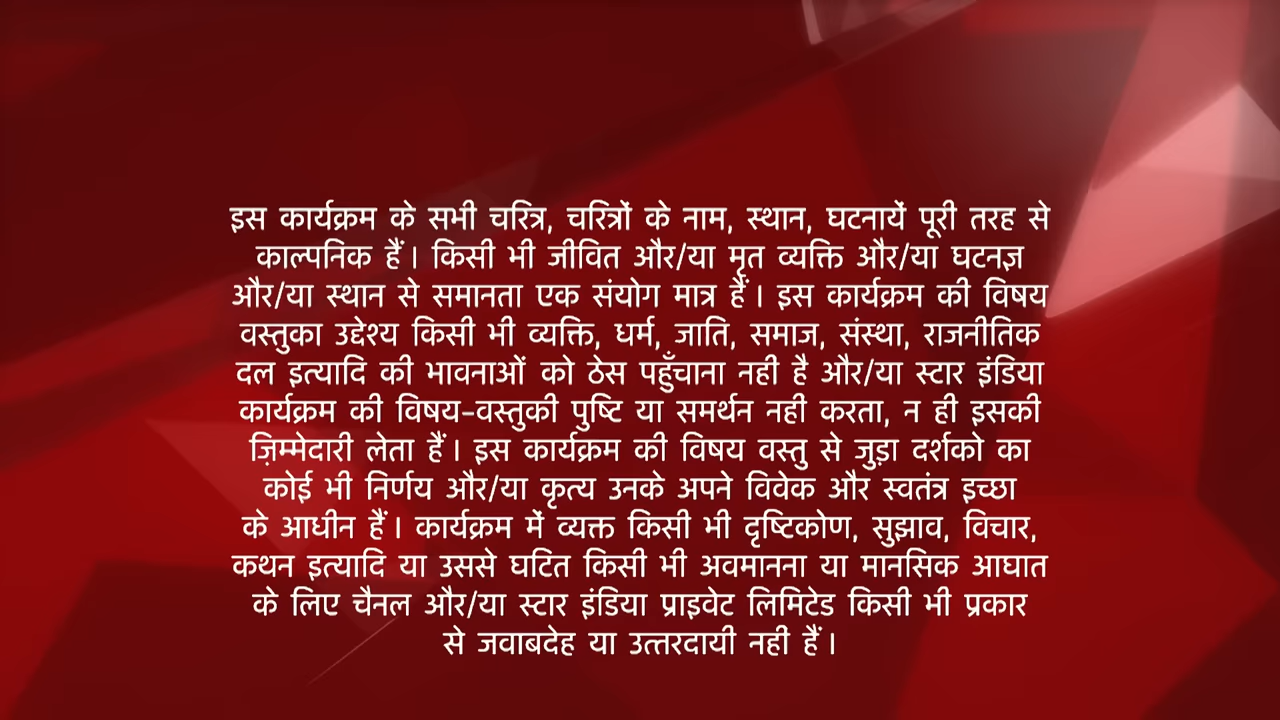 इस कार्यक्रम के सभी चरित्र, चरित्रों के नाम, स्थान, घटनायें पूरी तरह से
काल्पनिक हैं। किसी भी जीवित और/या मृत व्यक्ति और/या घटनज्ञ
और/या स्थान से समानता एक संयोग मात्र हैं। इस कार्यक्रम की विषय
वस्तुका उद्देश्य किसी भी व्यक्ति, धर्म, जाति, समाज, संस्था, राजनीतिक
दल इत्यादि की भावनाओं को ठेस पहुँचाना नही है और/या स्टार इंडिया
कार्यक्रम की विषय-वस्तुकी पुष्टि या समर्थन नही करता, न ही इसकी
ज़िम्मेदारी लेता हैं। इस कार्यक्रम की विषय वस्तु से जुड़ा दर्शको का
कोई भी निर्णय और/या कृत्य उनके अपने विवेक और स्वतंत्र इच्छा
के आधीन हैं। कार्यक्रम में व्यक्त किसी भी दृष्टिकोण, सुझाव, विचार,
कथन इत्यादि या उससे घटित किसी भी अवमानना या मानसिक आघात
के लिए चैनल और/या स्टार इंडिया प्राइवेट लिमिटेड किसी भी प्रकार
से जवाबदेह या उत्तरदायी नही हैं।